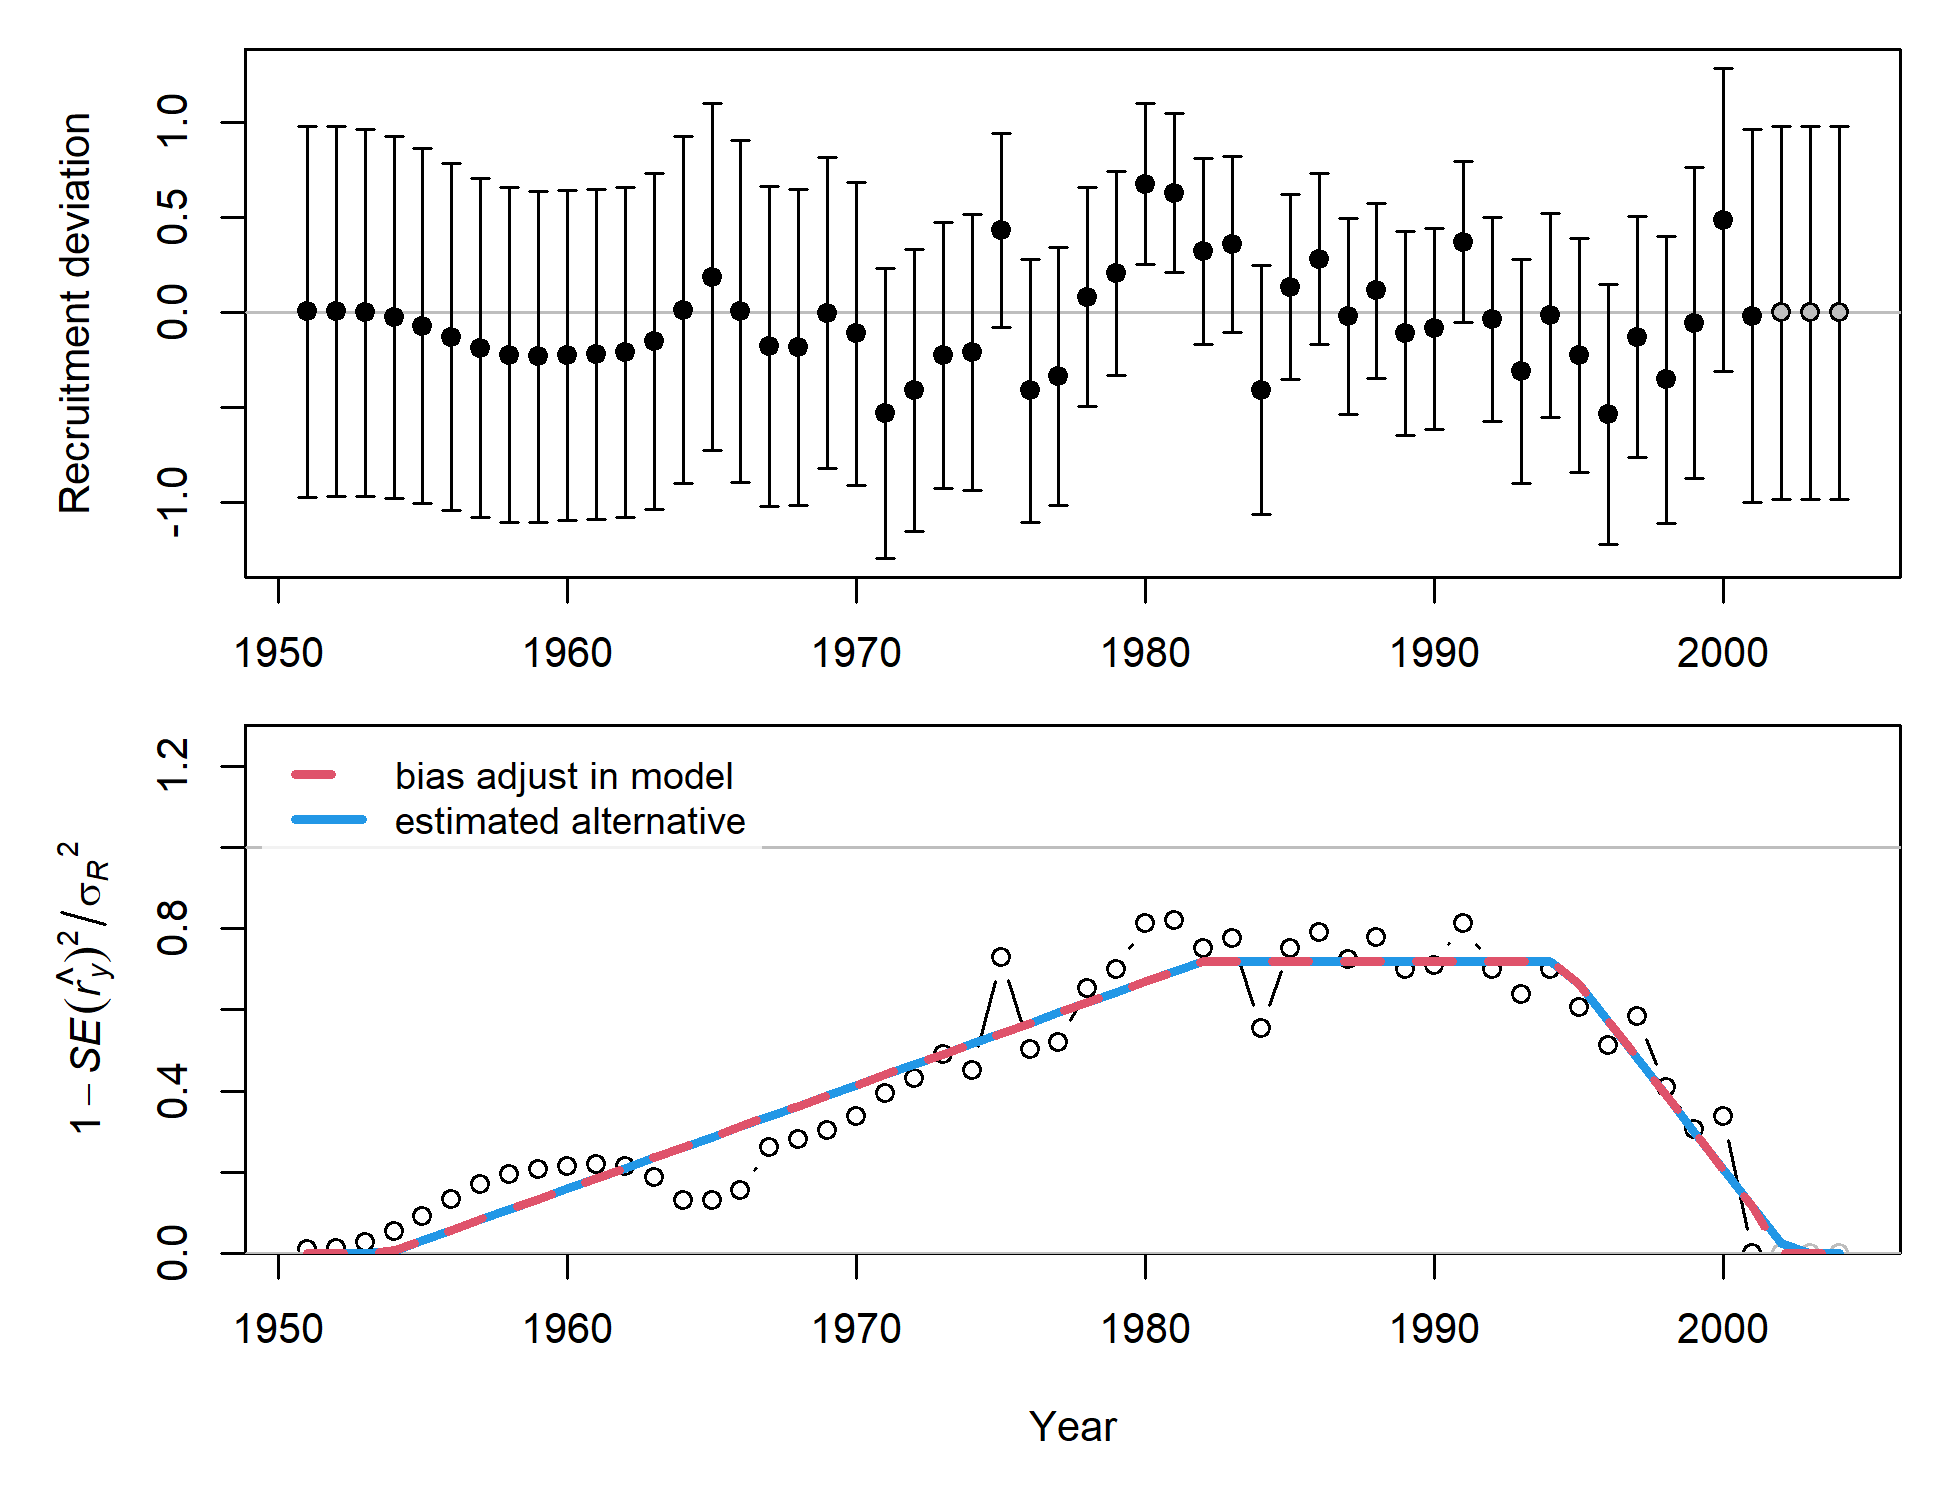 Recruitment deviation
1.0
0.5
0.0
-1.0
1950 1960 1970 1980 1990 2000
bias adjust in model
estimated alternative
1 − SE(r̂_y)² / σ_R²
1.2
0.8
0.4
0.0
1950 1960 1970 1980 1990 2000
Year